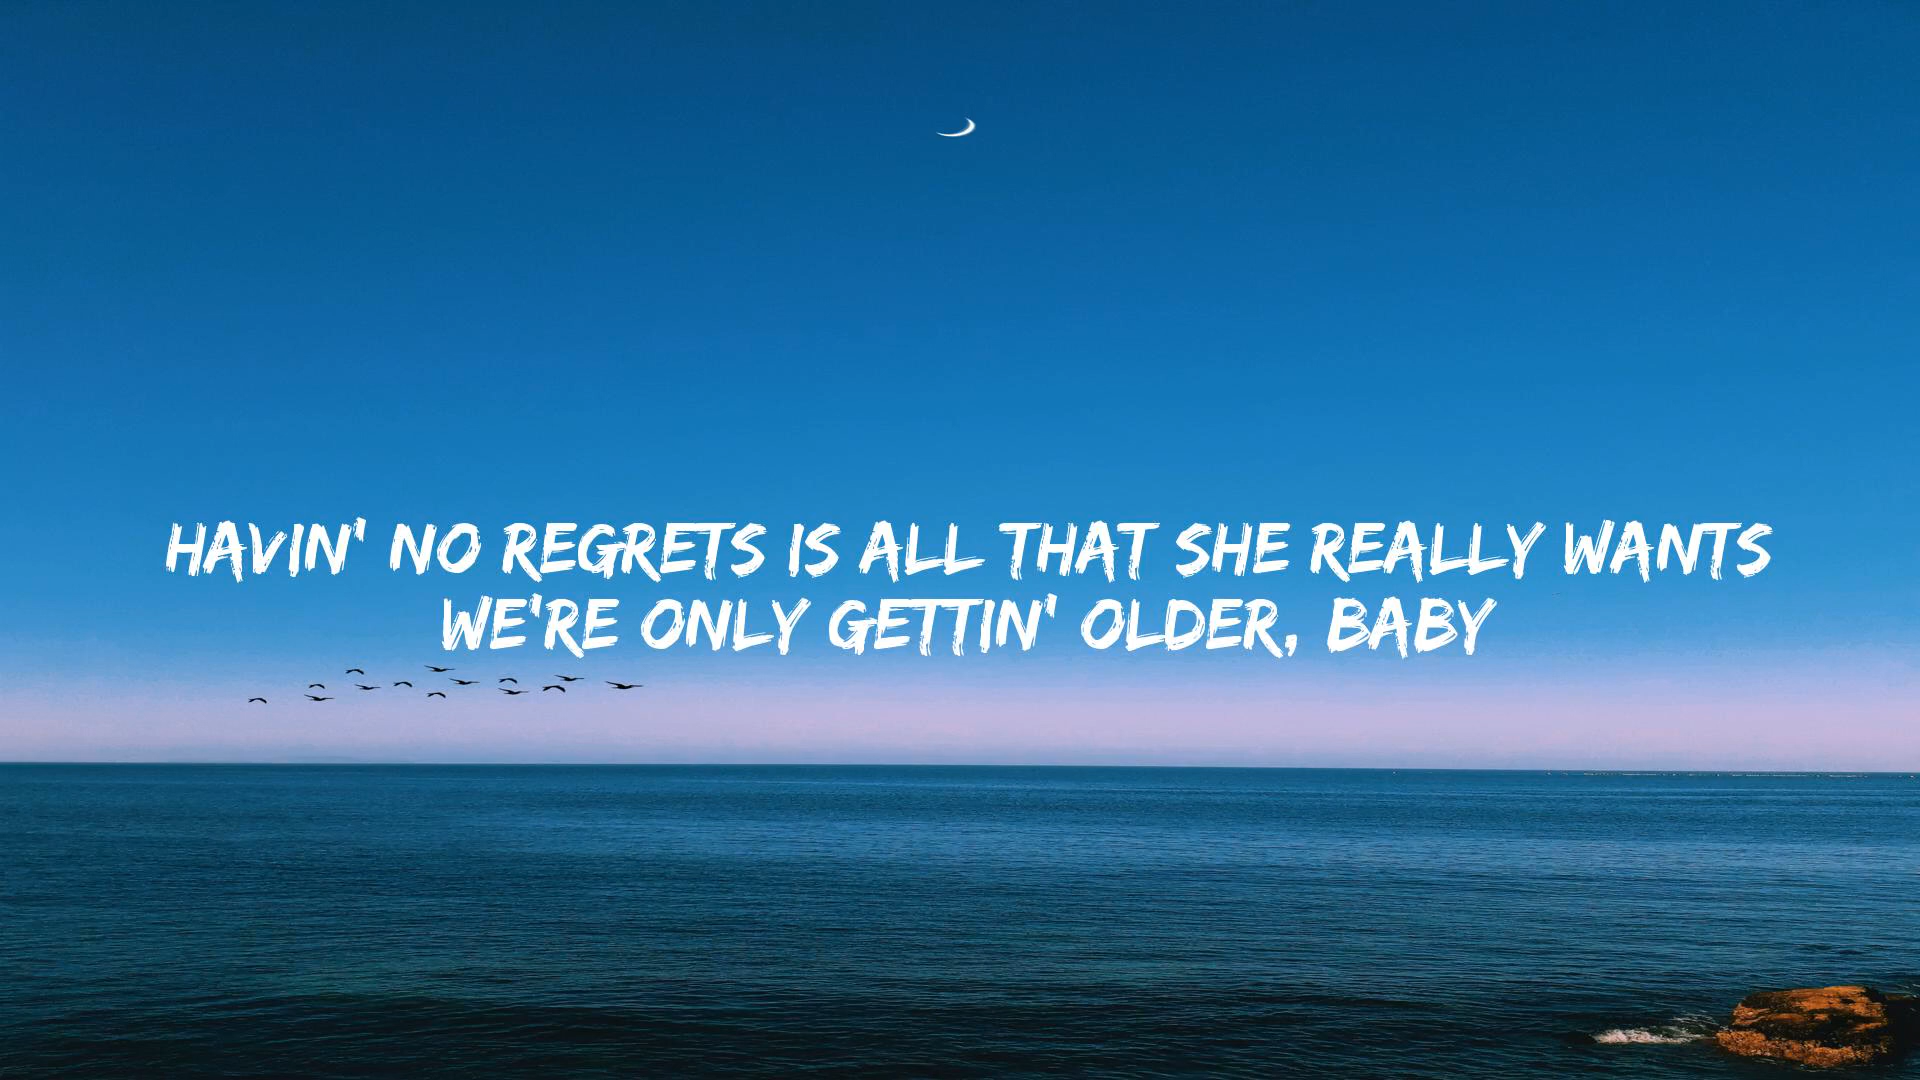 HAVIN' NO REGRETS IS ALL THAT SHE REALLY WANTS
WE'RE ONLY GETTIN' OLDER, BABY